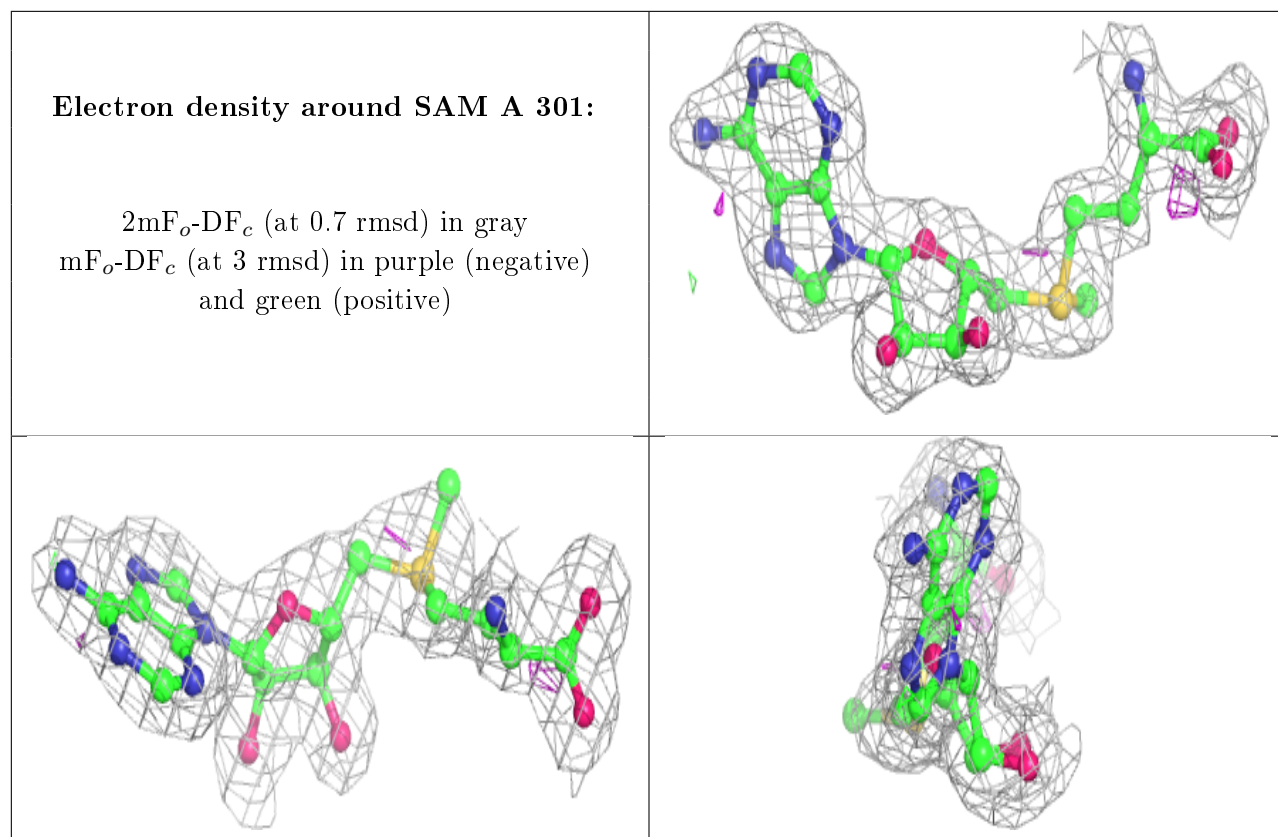 Electron density around SAM A 301:
2mFₒ-DF𝒸 (at 0.7 rmsd) in gray
mFₒ-DF𝒸 (at 3 rmsd) in purple (negative)
and green (positive)